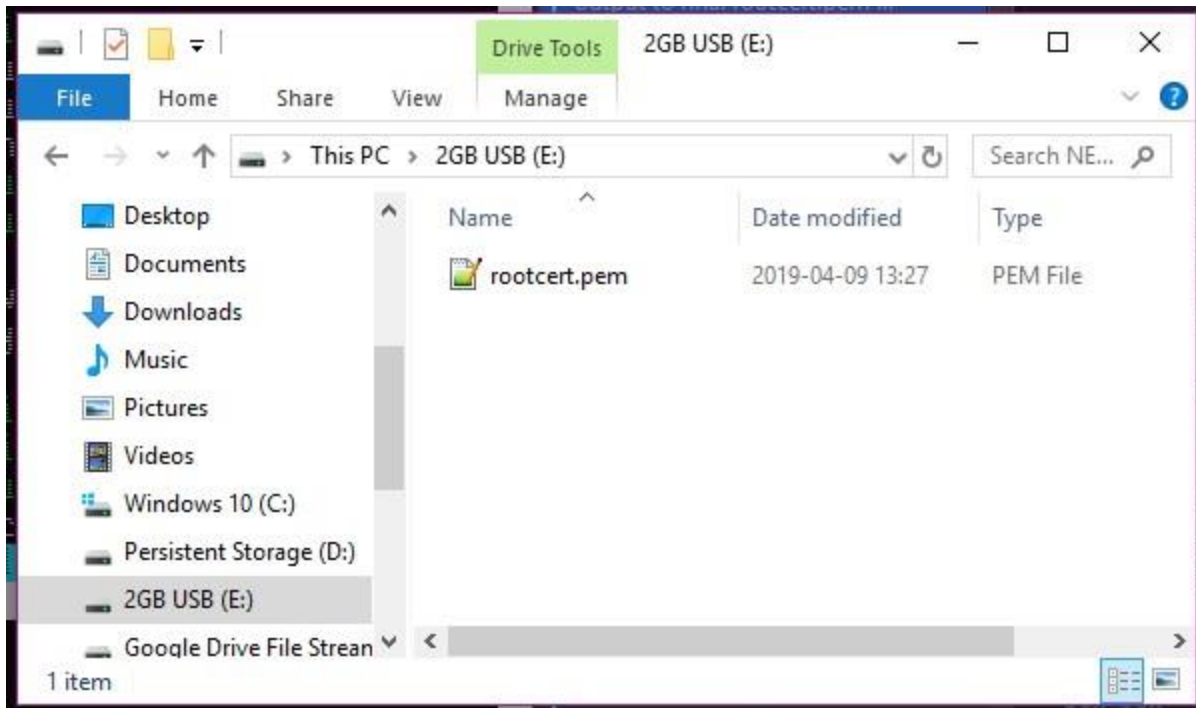 Drive Tools 2GB USB (E:)
File Home Share View Manage
This PC > 2GB USB (E:) Search NE...
Name Date modified Type
rootcert.pem 2019-04-09 13:27 PEM File
Desktop
Documents
Downloads
Music
Pictures
Videos
Windows 10 (C:)
Persistent Storage (D:)
2GB USB (E:)
Google Drive File Strean
1 item